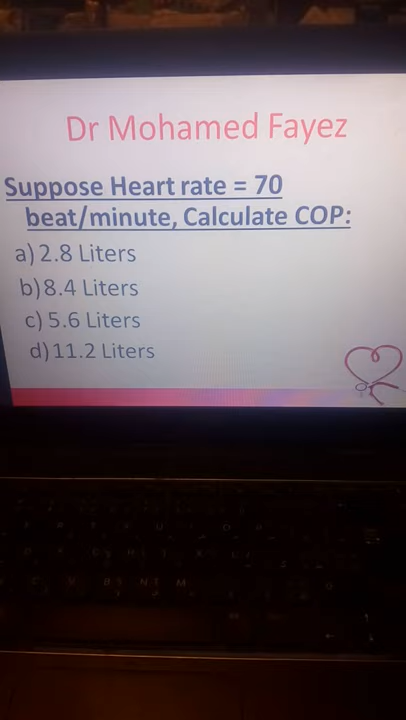 Dr Mohamed Fayez
Suppose Heart rate = 70
beat/minute, Calculate COP:
a) 2.8 Liters
b) 8.4 Liters
c) 5.6 Liters
d) 11.2 Liters